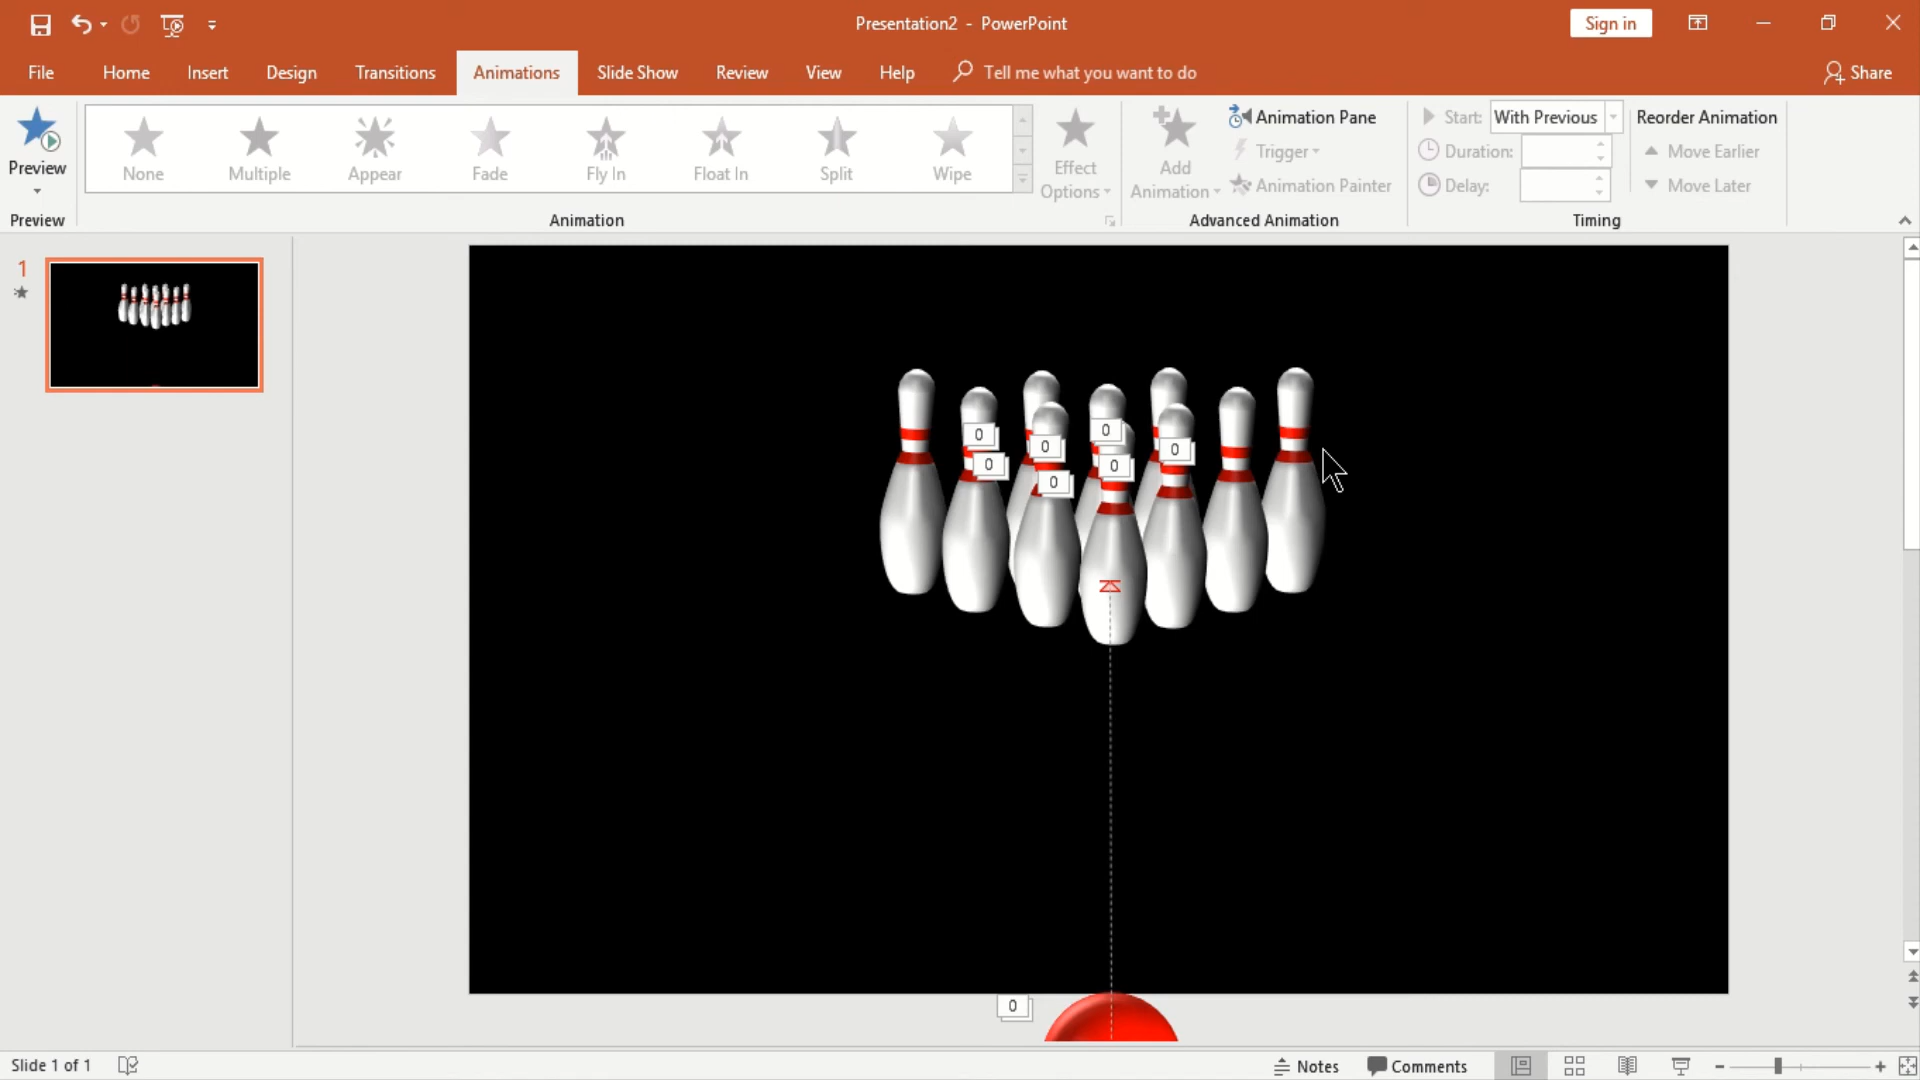 Presentation2 - PowerPoint
Sign in
File Home Insert Design Transitions Animations Slide Show Review View Help Tell me what you want to do Share
Preview
None Multiple Appear Fade Fly In Float In Split Wipe
Effect Options
Add Animation
Animation Pane
Trigger
Animation Painter
Start: With Previous
Duration:
Delay:
Reorder Animation
Move Earlier
Move Later
Preview Animation Advanced Animation Timing
1
0
0
0
0
0
0
0
0
0
Slide 1 of 1 Notes Comments